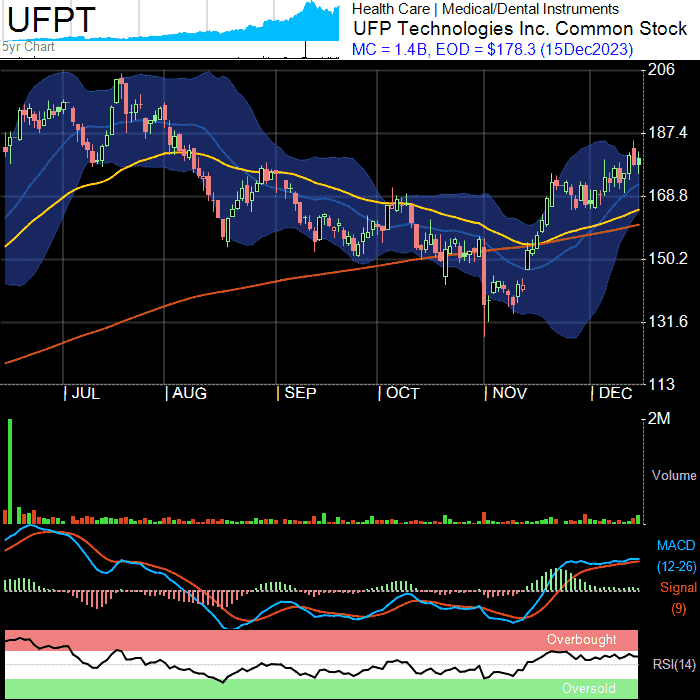 UFPT
5yr Chart
Health Care | Medical/Dental Instruments
UFP Technologies Inc. Common Stock
MC = 1.4B, EOD = $178.3 (15Dec2023)
206
187.4
168.8
150.2
131.6
113
JUL
AUG
SEP
OCT
NOV
DEC
2M
Volume
MACD
(12-26)
Signal
(9)
Overbought
RSI(14)
Oversold